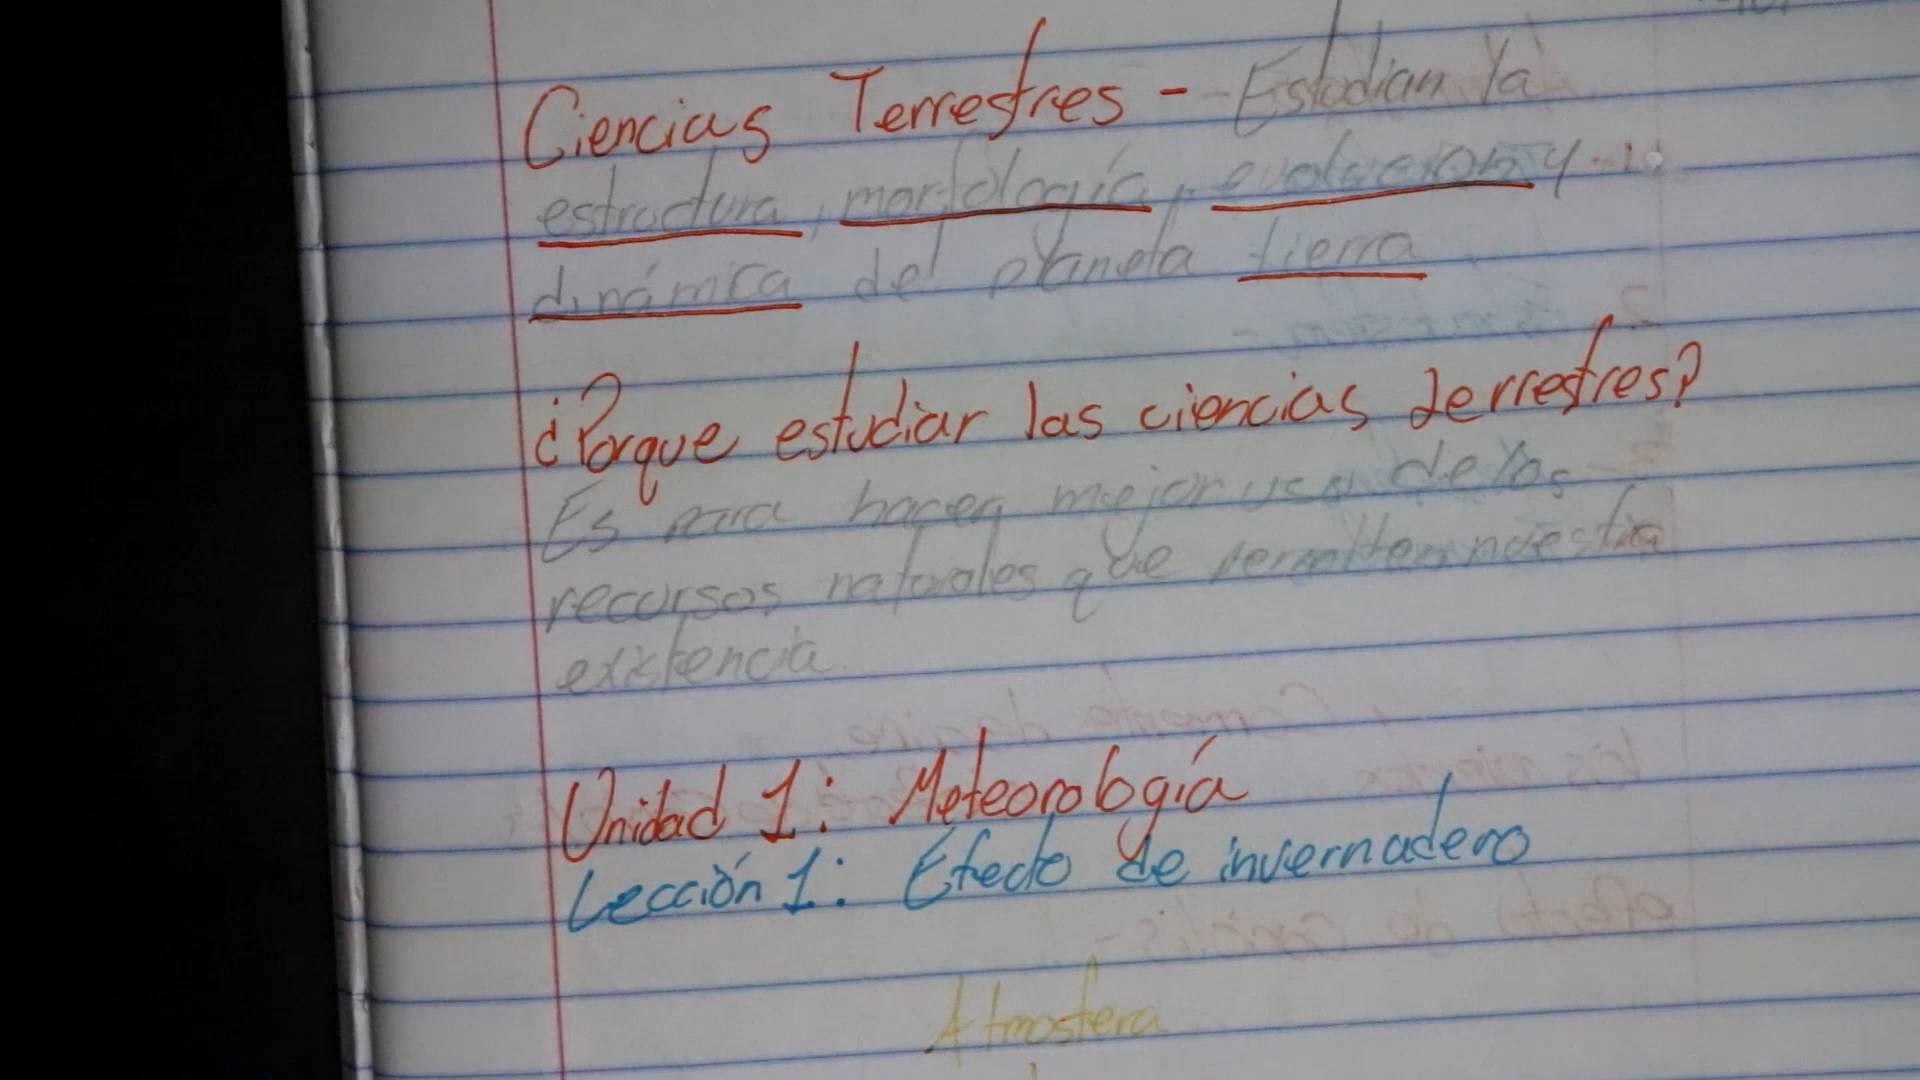 Ciencias Terrestres - Estudian la
estructura, morfología, evolución y
dinámica del planeta tierra
¿Porque estudiar las ciencias terrestres?
Es para hacer mejor uso de los
recursos naturales que permiten nuestra
existencia.
Unidad 1: Meteorología
Lección 1: Efecto de invernadero
Atmosfera